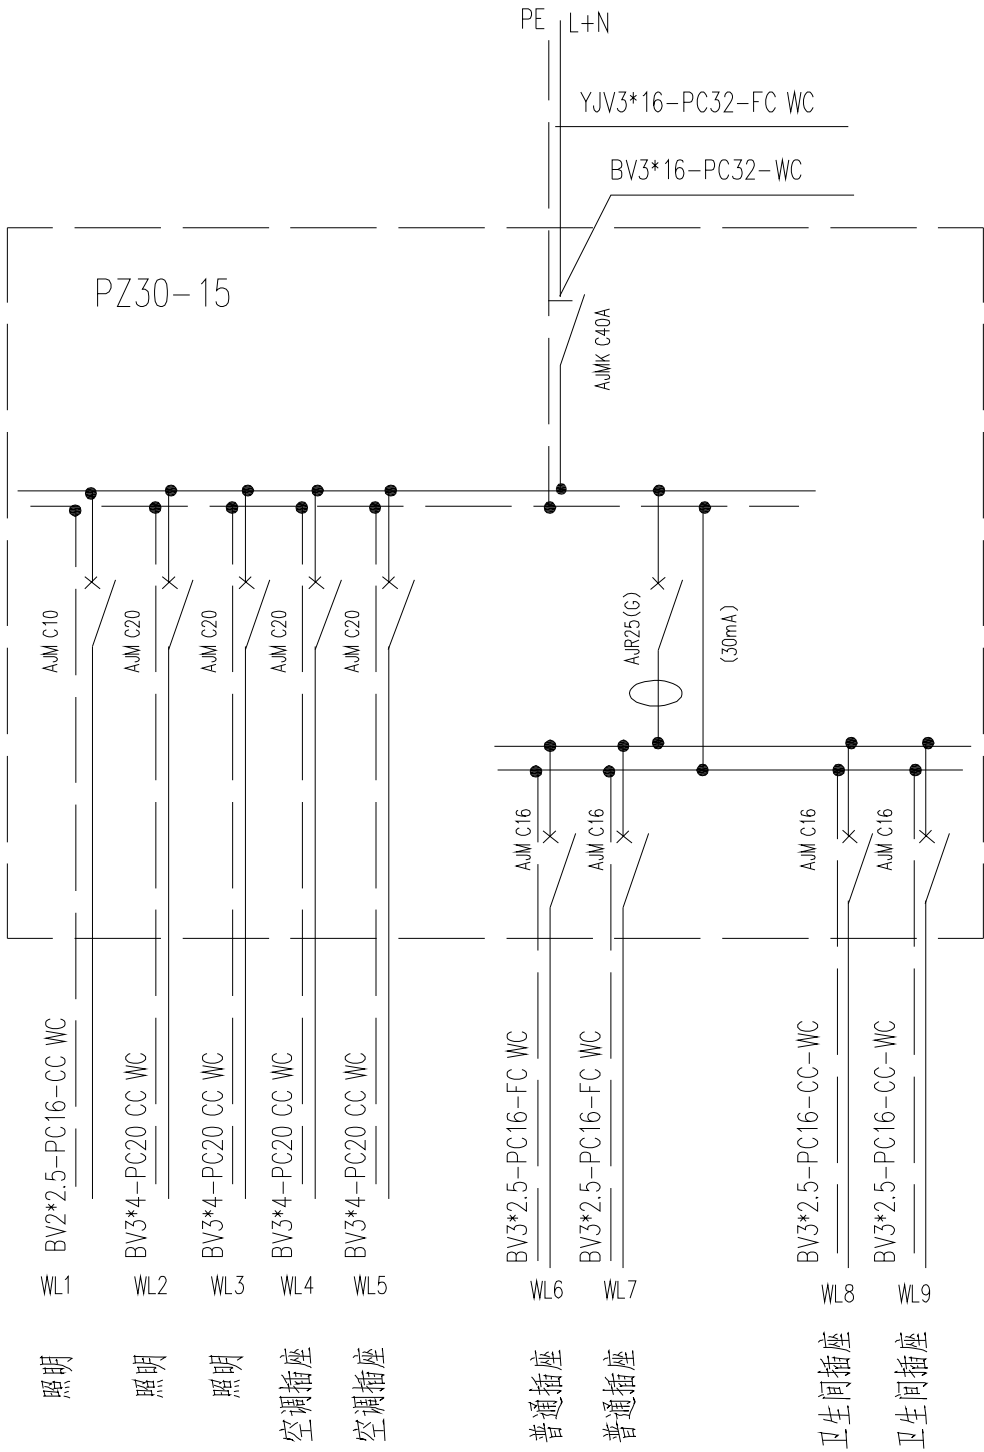 PE L+N
YJV3*16-PC32-FC WC
BV3*16-PC32-WC
PZ30-15
AJMK C40A
AJM C10
AJM C20
AJM C20
AJM C20
AJM C20
AJR25(G)
(30mA)
AJM C16
AJM C16
AJM C16
AJM C16
BV2*2.5-PC16-CC WC
BV3*4-PC20 CC WC
BV3*4-PC20 CC WC
BV3*4-PC20 CC WC
BV3*4-PC20 CC WC
BV3*2.5-PC16-FC WC
BV3*2.5-PC16-FC WC
BV3*2.5-PC16-CC-WC
BV3*2.5-PC16-CC-WC
WL1 WL2 WL3 WL4 WL5 WL6 WL7 WL8 WL9
照明
照明
照明
空调插座
空调插座
普通插座
普通插座
卫生间插座
卫生间插座